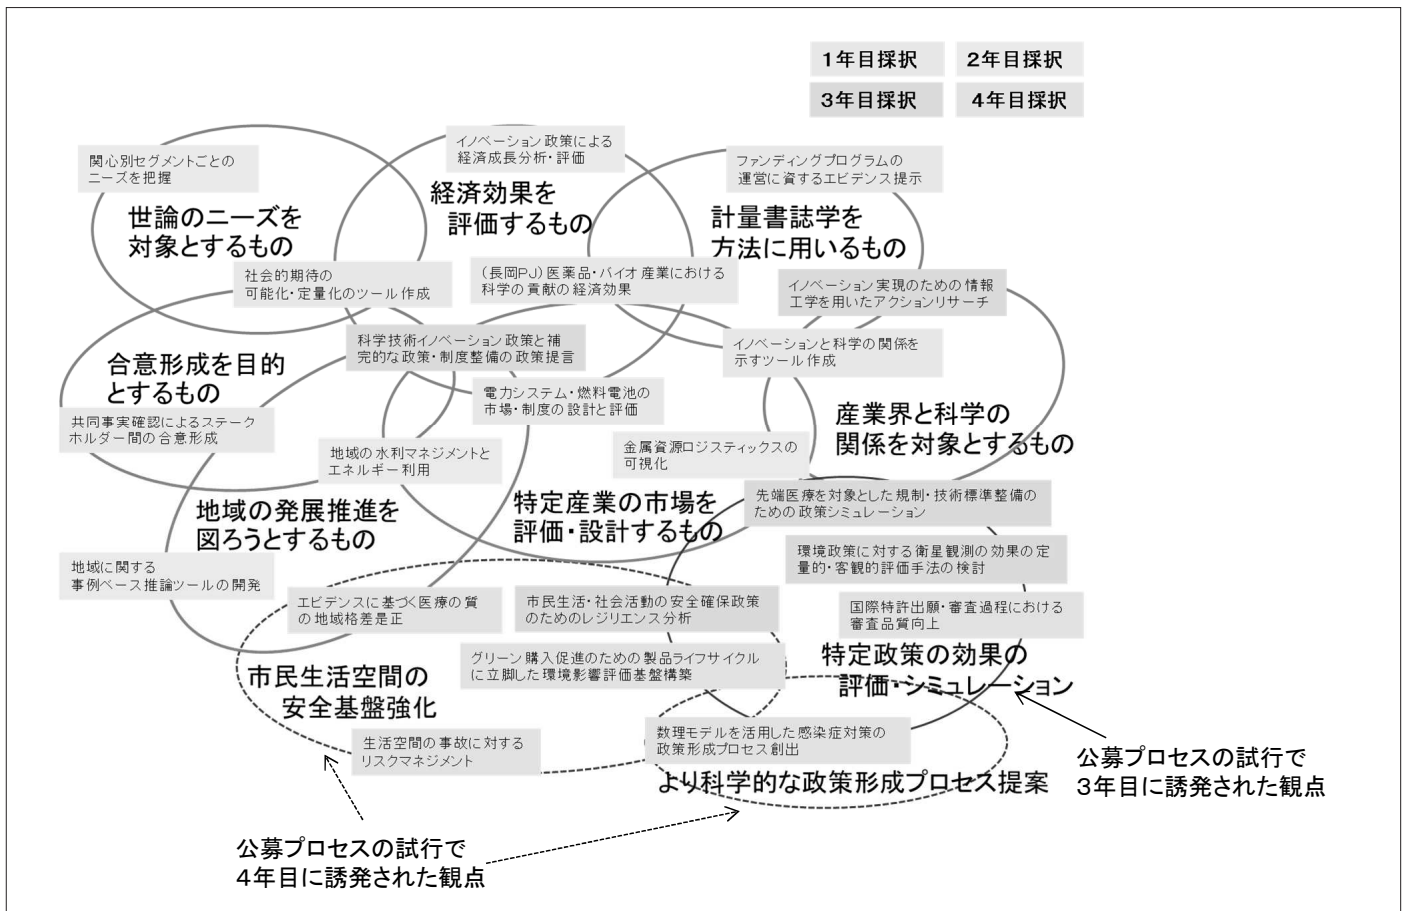 1年目採択
2年目採択
3年目採択
4年目採択
関心別セグメントごとの
ニーズを把握
イノベーション政策による
経済成長分析・評価
ファンディングプログラムの
運営に資するエビデンス提示
世論のニーズを
対象とするもの
経済効果を
評価するもの
計量書誌学を
方法に用いるもの
社会的期待の
可能化・定量化のツール作成
（長岡PJ）医薬品・バイオ産業における
科学の貢献の経済効果
イノベーション実現のための情報
工学を用いたアクションリサーチ
科学技術イノベーション政策と補
完的な政策・制度整備の政策提言
イノベーションと科学の関係を
示すツール作成
合意形成を目的
とするもの
電力システム・燃料電池の
市場・制度の設計と評価
産業界と科学の
関係を対象とするもの
共同事実確認によるステーク
ホルダー間の合意形成
地域の水利マネジメントと
エネルギー利用
金属資源ロジスティックスの
可視化
地域の発展推進を
図ろうとするもの
特定産業の市場を
評価・設計するもの
先端医療を対象とした規制・技術標準整備の
ための政策シミュレーション
環境政策に対する衛星観測の効果の定
量的・客観的評価手法の検討
地域に関する
事例ベース推論ツールの開発
エビデンスに基づく医療の質
の地域格差是正
市民生活・社会活動の安全確保政策
のためのレジリエンス分析
国際特許出願・審査過程における
審査品質向上
グリーン購入促進のための製品ライフサイクル
に立脚した環境影響評価基盤構築
特定政策の効果の
評価・シミュレーション
市民生活空間の
安全基盤強化
生活空間の事故に対する
リスクマネジメント
数理モデルを活用した感染症対策の
政策形成プロセス創出
より科学的な政策形成プロセス提案
公募プロセスの試行で
3年目に誘発された観点
公募プロセスの試行で
4年目に誘発された観点